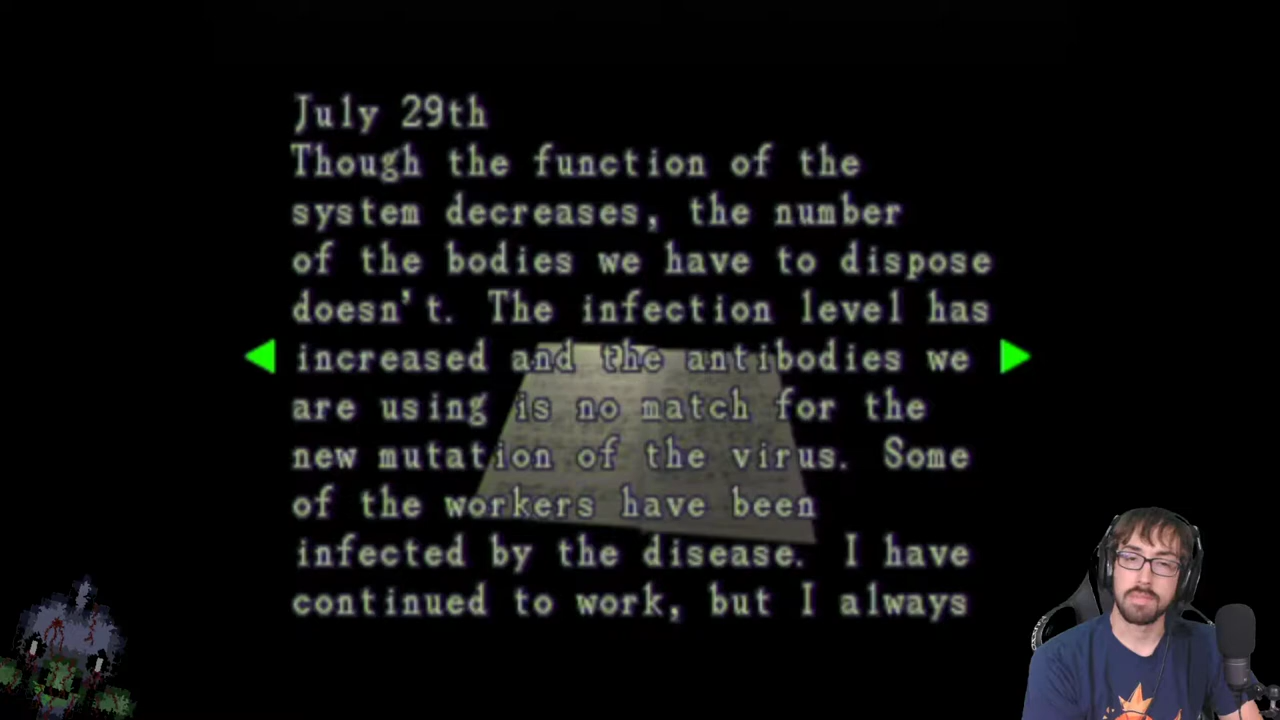 July 29th
Though the function of the
system decreases, the number
of the bodies we have to dispose
doesn't. The infection level has
increased and the antibodies we
are using is no match for the
new mutation of the virus. Some
of the workers have been
infected by the disease. I have
continued to work, but I always